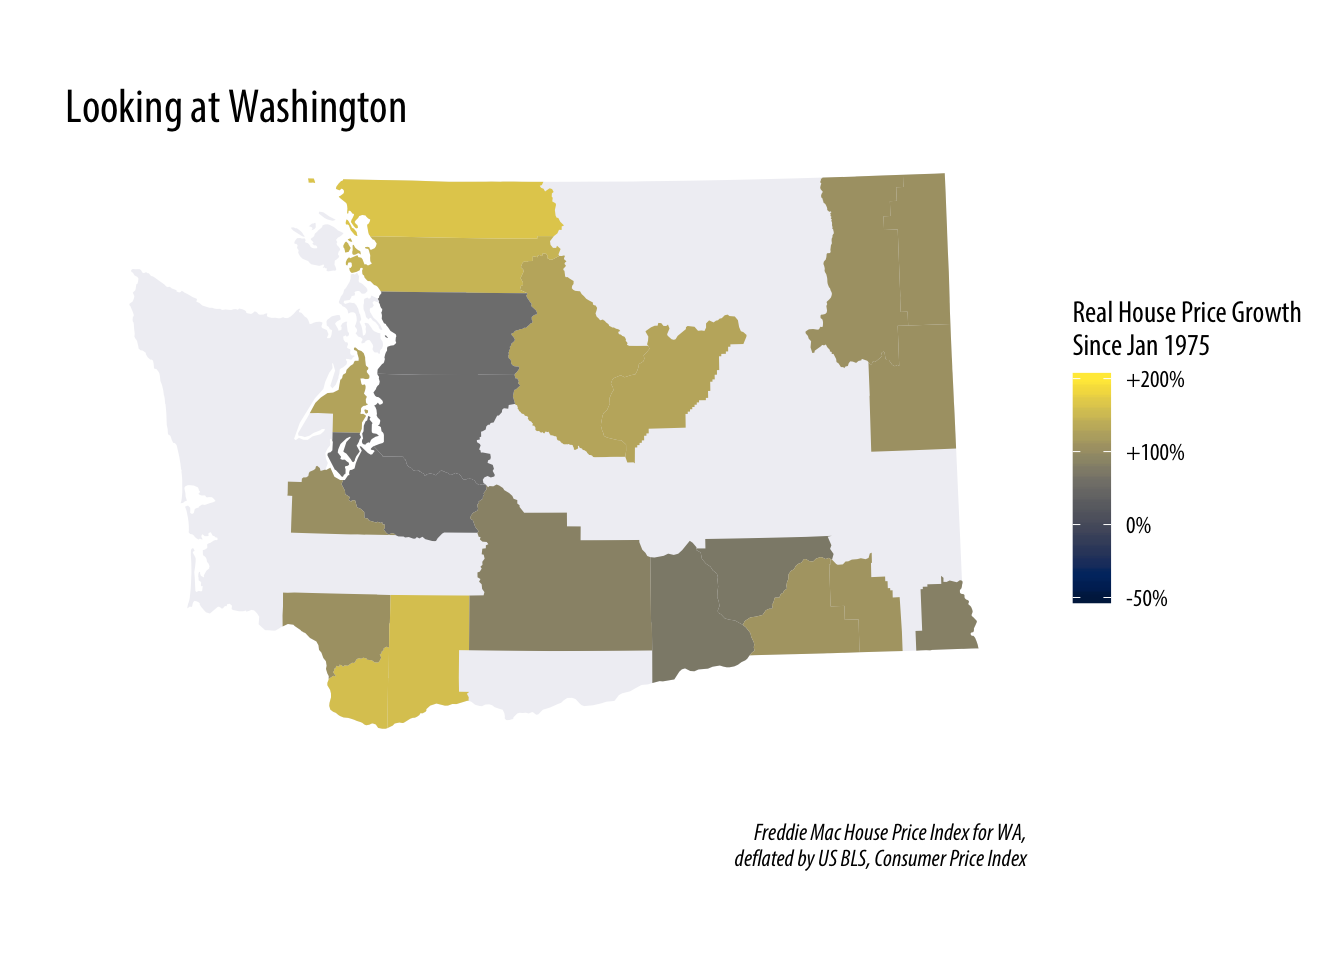 Looking at Washington
Real House Price Growth
Since Jan 1975
+200%
+100%
0%
-50%
Freddie Mac House Price Index for WA,
deflated by US BLS, Consumer Price Index